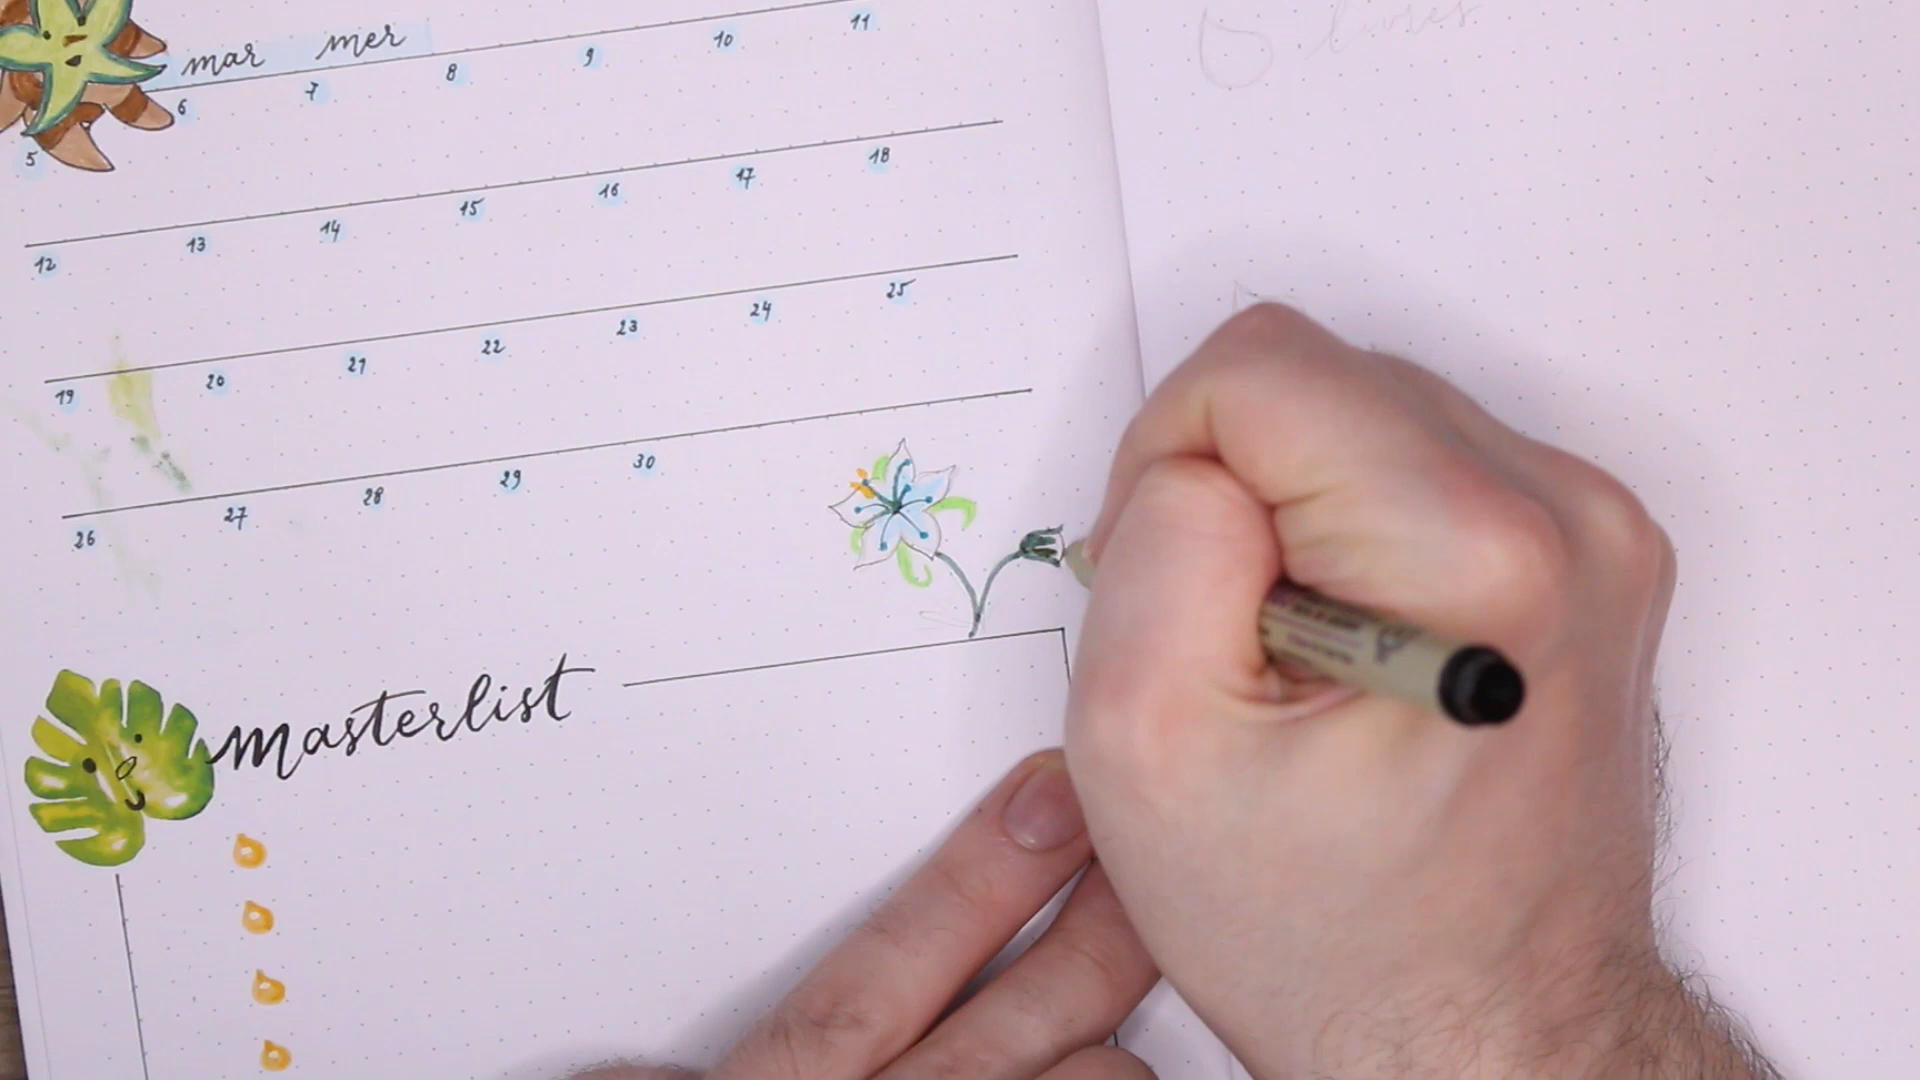 mar mer
5 6 7 8 9 10 11
12 13 14 15 16 17 18
19 20 21 22 23 24 25
26 27 28 29 30
Masterlist
livres